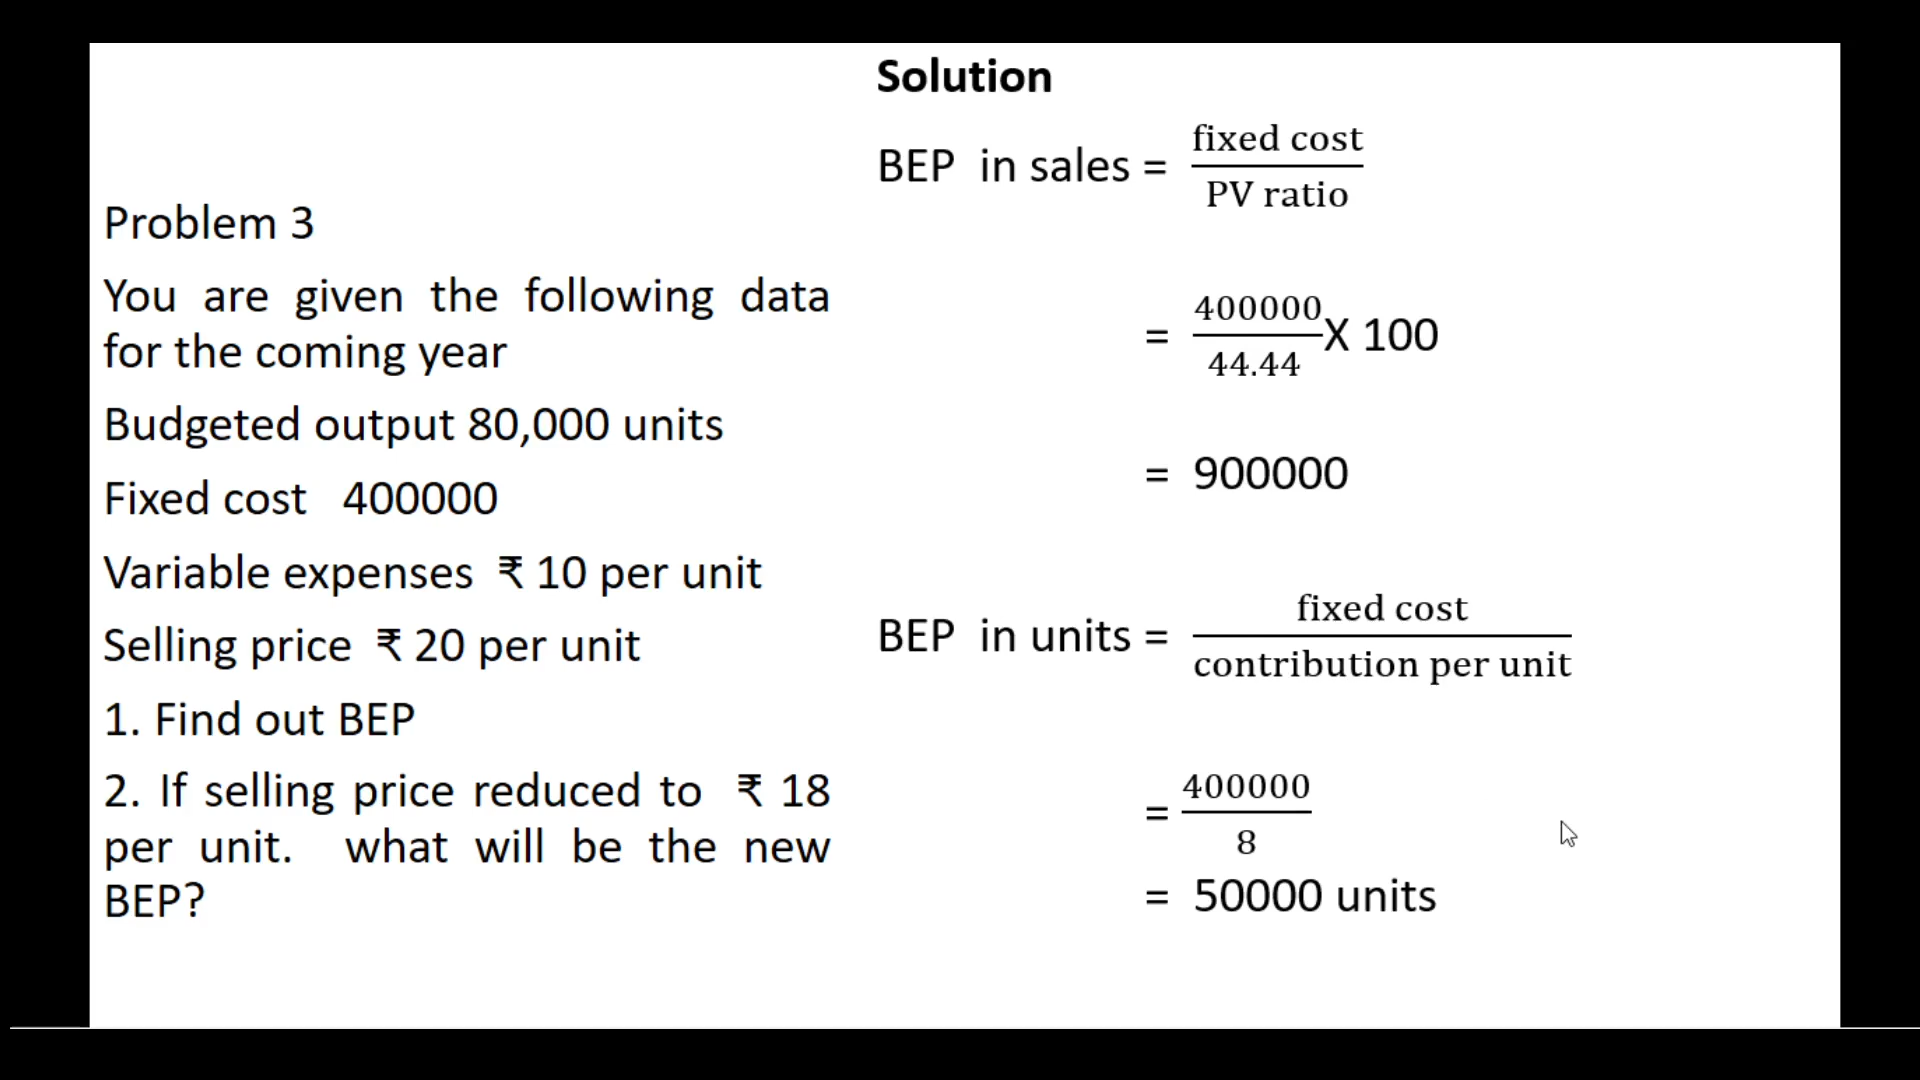 Problem 3
You are given the following data
for the coming year
Budgeted output 80,000 units
Fixed cost 400000
Variable expenses ₹ 10 per unit
Selling price ₹ 20 per unit
1. Find out BEP
2. If selling price reduced to ₹ 18
per unit. what will be the new
BEP?
Solution
BEP in sales = fixed cost / PV ratio
= 400000 / 44.44 X 100
= 900000
BEP in units = fixed cost / contribution per unit
= 400000 / 8
= 50000 units